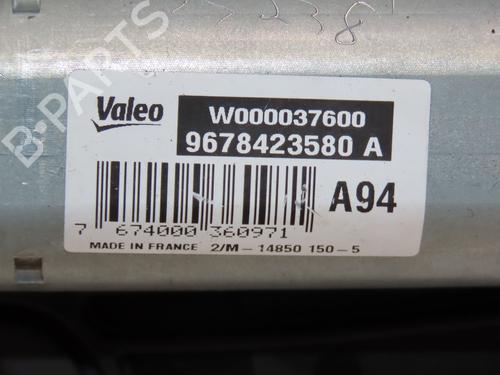 B-PARTS
Valeo
W000037600
9678423580 A
A94
7 674000 360971
MADE IN FRANCE 2/M - 14850 150-5